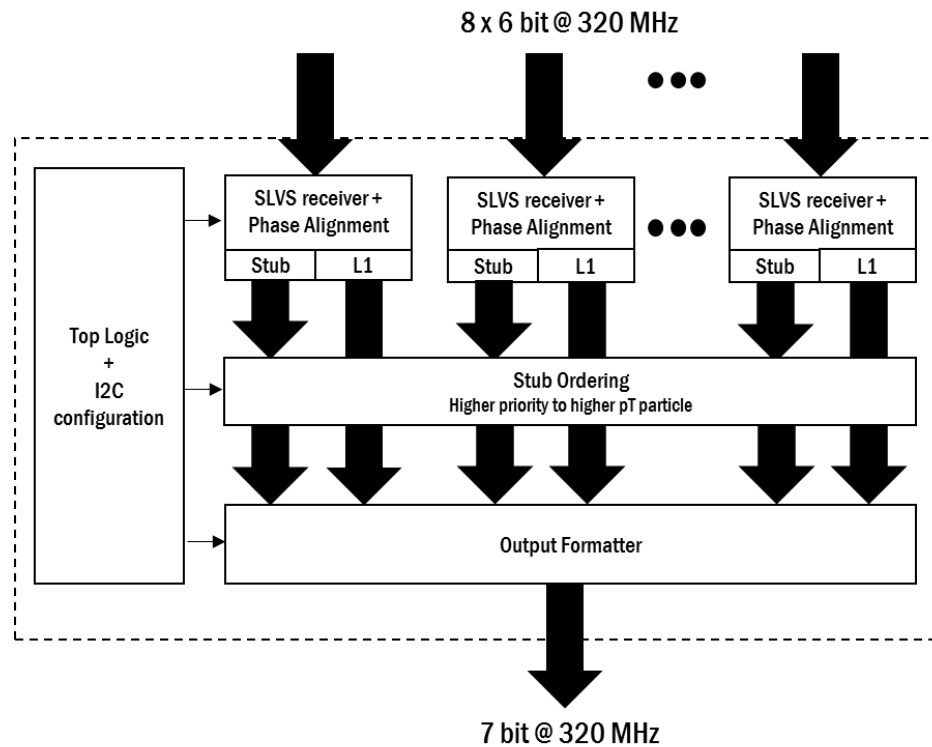 8 x 6 bit @ 320 MHz
SLVS receiver +
Phase Alignment
Stub
L1
SLVS receiver +
Phase Alignment
Stub
L1
SLVS receiver +
Phase Alignment
Stub
L1
Top Logic
+
I2C
configuration
Stub Ordering
Higher priority to higher pT particle
Output Formatter
7 bit @ 320 MHz